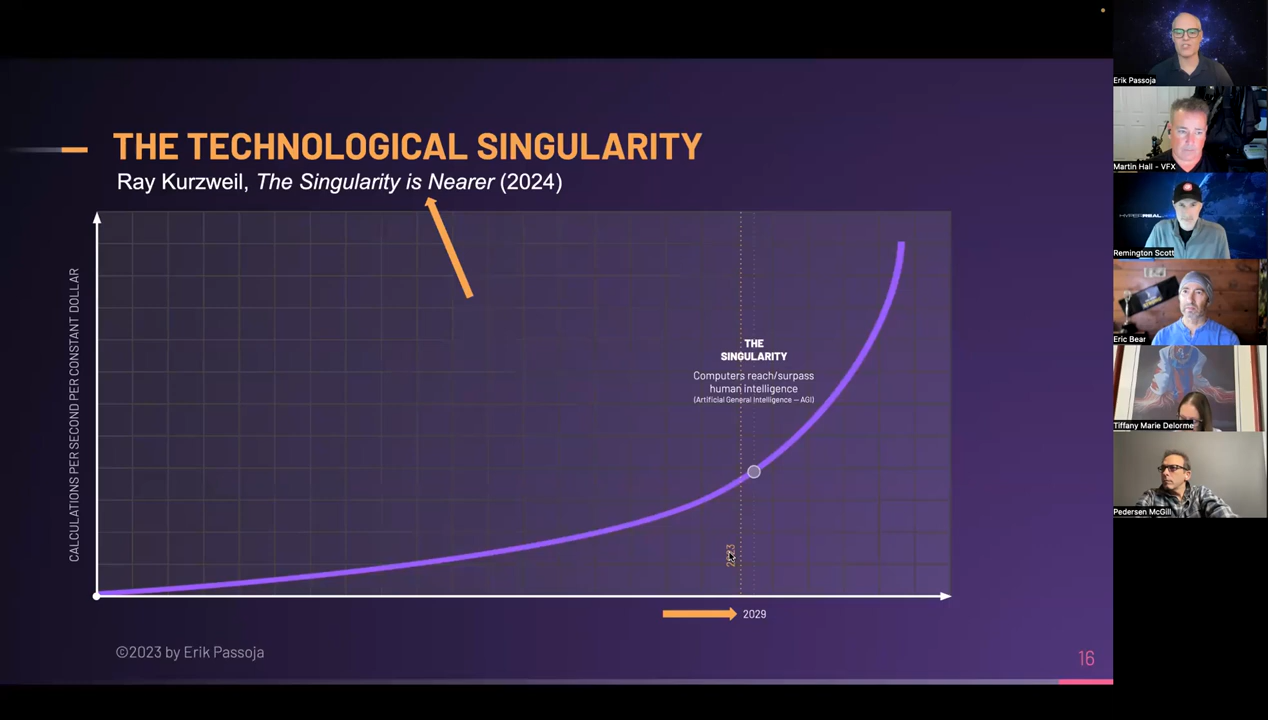 THE TECHNOLOGICAL SINGULARITY
Ray Kurzweil, The Singularity is Nearer (2024)
CALCULATIONS PER SECOND PER CONSTANT DOLLAR
THE
SINGULARITY
Computers reach/surpass
human intelligence
(Artificial General Intelligence — AGI)
2023
2029
©2023 by Erik Passoja
16
Erik Passoja
Martin Hall - VFX
HYPERREAL
Remington Scott
Eric Bear
Tiffany Marie Delorme
Pedersen McGill